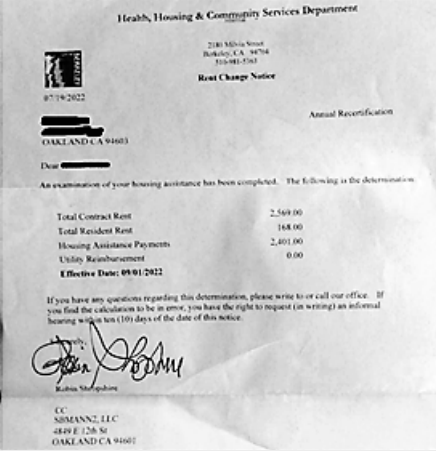 Health, Housing & Community Services Department
2180 Milvia Street
Berkeley, CA 94704
510-981-5763
Rent Change Notice
BERKELEY
07/19/2022
Annual Recertification
OAKLAND CA 94603
Dear
An examination of your housing assistance has been completed. The following is the determination:
Total Contract Rent 2,569.00
Total Resident Rent 168.00
Housing Assistance Payments 2,401.00
Utility Reimbursement 0.00
Effective Date: 09/01/2022
If you have any questions regarding this determination, please write to or call our office. If
you find the calculation to be in error, you have the right to request (in writing) an informal
hearing within ten (10) days of the date of this notice.
Robin Shropshire
Robin Shropshire
CC
SBMANN2, LLC
4849 E 12th St
OAKLAND CA 94601